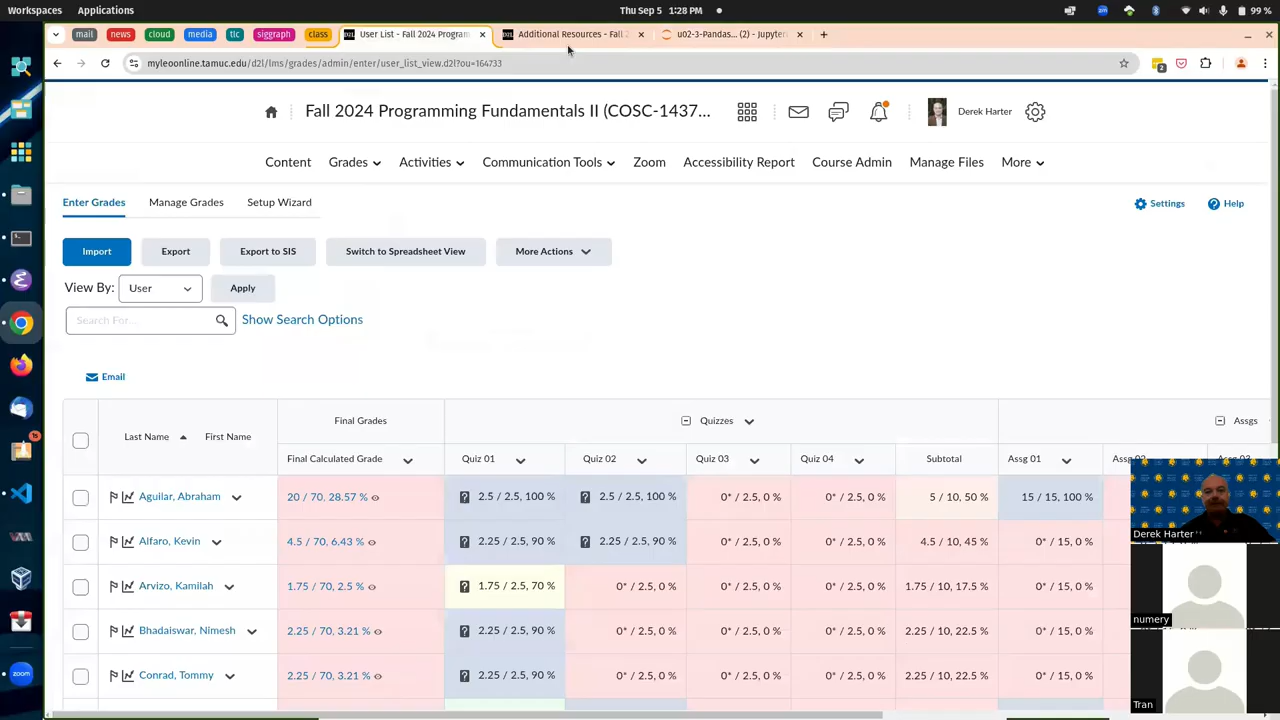 Workspaces Applications Thu Sep 5 1:28 PM 99 %
mail news cloud media tlc siggraph class User List - Fall 2024 Program Additional Resources - Fall 2 u02-3-Pandas... (2) - Jupyter
myleoonline.tamuc.edu/d2l/lms/grades/admin/enter/user_list_view.d2l?ou=164733
Fall 2024 Programming Fundamentals II (COSC-1437... Derek Harter
Content Grades Activities Communication Tools Zoom Accessibility Report Course Admin Manage Files More
Enter Grades Manage Grades Setup Wizard Settings Help
Import Export Export to SIS Switch to Spreadsheet View More Actions
View By: User Apply
Search For... Show Search Options
Email
Last Name First Name Final Grades Quizzes Assgs
Final Calculated Grade Quiz 01 Quiz 02 Quiz 03 Quiz 04 Subtotal Assg 01
Aguilar, Abraham 20 / 70, 28.57 % 2.5 / 2.5, 100 % 2.5 / 2.5, 100 % 0* / 2.5, 0 % 0* / 2.5, 0 % 5 / 10, 50 % 15 / 15, 100 %
Alfaro, Kevin 4.5 / 70, 6.43 % 2.25 / 2.5, 90 % 2.25 / 2.5, 90 % 0* / 2.5, 0 % 0* / 2.5, 0 % 4.5 / 10, 45 % 0* / 15, 0 %
Arvizo, Kamilah 1.75 / 70, 2.5 % 1.75 / 2.5, 70 % 0* / 2.5, 0 % 0* / 2.5, 0 % 0* / 2.5, 0 % 1.75 / 10, 17.5 % 0* / 15, 0 %
Bhadaiswar, Nimesh 2.25 / 70, 3.21 % 2.25 / 2.5, 90 % 0* / 2.5, 0 % 0* / 2.5, 0 % 0* / 2.5, 0 % 2.25 / 10, 22.5 % 0* / 15, 0 %
Conrad, Tommy 2.25 / 70, 3.21 % 2.25 / 2.5, 90 % 0* / 2.5, 0 % 0* / 2.5, 0 % 0* / 2.5, 0 % 2.25 / 10, 22.5 % 0* / 15, 0 %
Derek Harter
numery
Tran
zoom